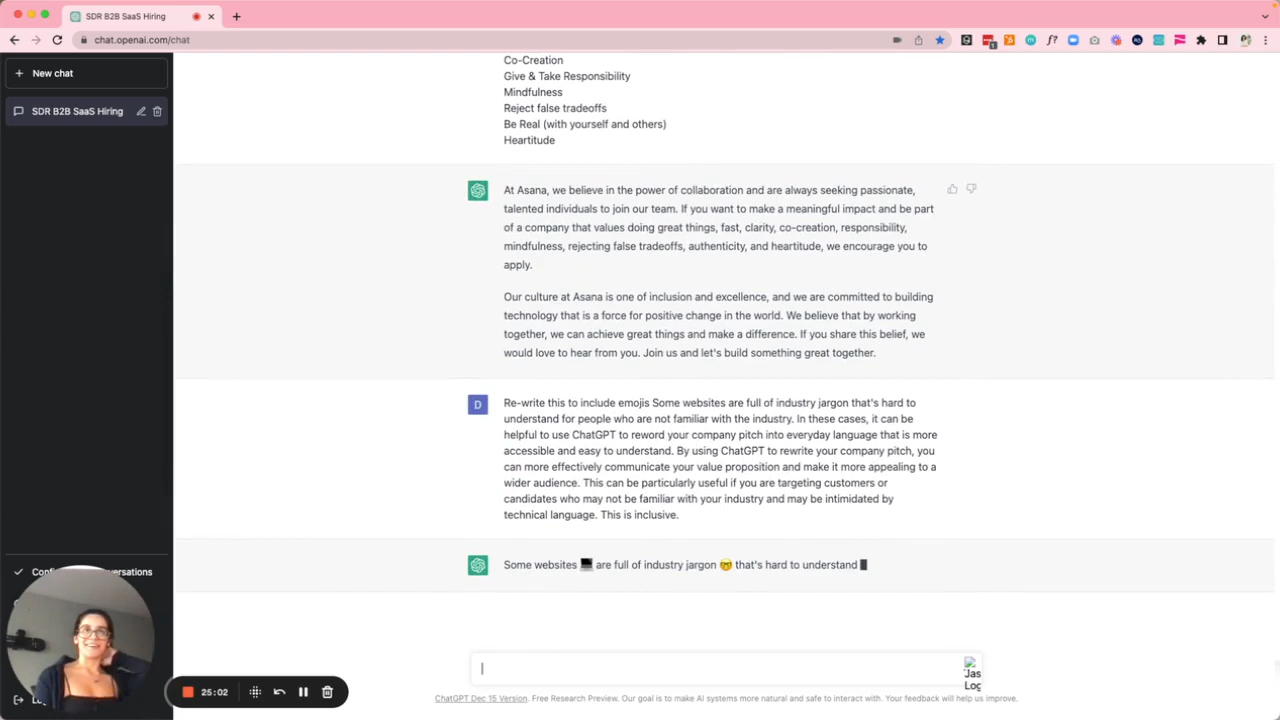 SDR B2B SaaS Hiring
chat.openai.com/chat
New chat
SDR B2B SaaS Hiring
Co-Creation
Give & Take Responsibility
Mindfulness
Reject false tradeoffs
Be Real (with yourself and others)
Heartitude
At Asana, we believe in the power of collaboration and are always seeking passionate,
talented individuals to join our team. If you want to make a meaningful impact and be part
of a company that values doing great things, fast, clarity, co-creation, responsibility,
mindfulness, rejecting false tradeoffs, authenticity, and heartitude, we encourage you to
apply.
Our culture at Asana is one of inclusion and excellence, and we are committed to building
technology that is a force for positive change in the world. We believe that by working
together, we can achieve great things and make a difference. If you share this belief, we
would love to hear from you. Join us and let's build something great together.
D
Re-write this to include emojis Some websites are full of industry jargon that's hard to
understand for people who are not familiar with the industry. In these cases, it can be
helpful to use ChatGPT to reword your company pitch into everyday language that is more
accessible and easy to understand. By using ChatGPT to rewrite your company pitch, you
can more effectively communicate your value proposition and make it more appealing to a
wider audience. This can be particularly useful if you are targeting customers or
candidates who may not be familiar with your industry and may be intimidated by
technical language. This is inclusive.
Some websites 💻 are full of industry jargon 🤓 that's hard to understand
25:02
ChatGPT Dec 15 Version. Free Research Preview. Our goal is to make AI systems more natural and safe to interact with. Your feedback will help us improve.